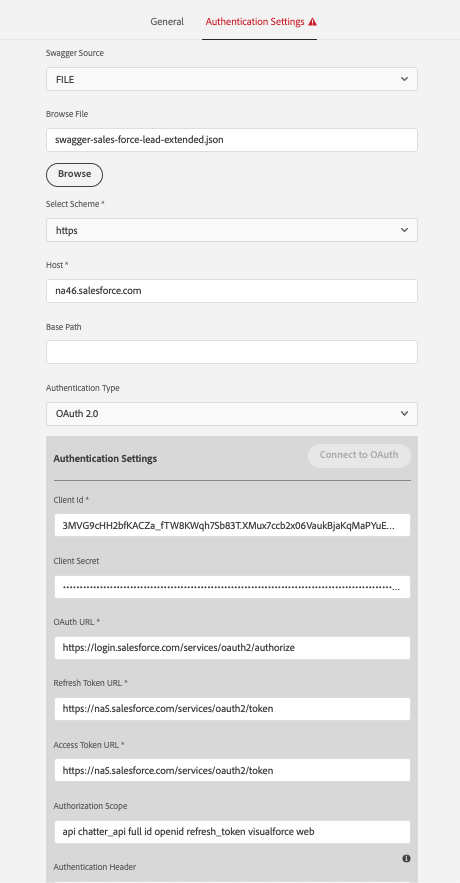 General
Authentication Settings
Swagger Source
FILE
Browse File
swagger-sales-force-lead-extended.json
Browse
Select Scheme *
https
Host *
na46.salesforce.com
Base Path
Authentication Type
OAuth 2.0
Authentication Settings
Connect to OAuth
Client Id *
3MVG9cHH2bfKACZa_fTW8KWqh7Sb83T.XMux7ccb2x06VaukBjaKqMaPYuE...
Client Secret
OAuth URL *
https://login.salesforce.com/services/oauth2/authorize
Refresh Token URL *
https://na5.salesforce.com/services/oauth2/token
Access Token URL *
https://na5.salesforce.com/services/oauth2/token
Authorization Scope
api chatter_api full id openid refresh_token visualforce web
Authentication Header